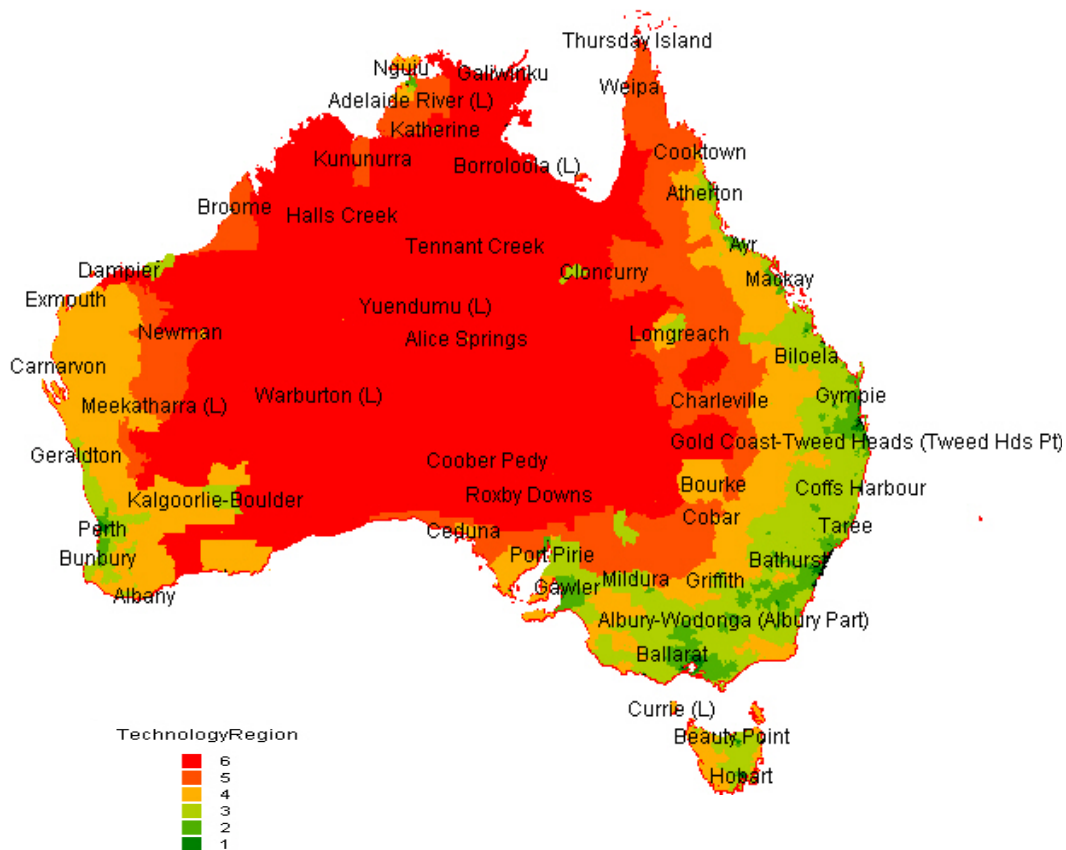 Thursday Island
Nguiu
Galiwinku
Weipa
Adelaide River (L)
Katherine
Kununurra
Borroloola (L)
Cooktown
Atherton
Broome
Halls Creek
Tennant Creek
Ayr
Dampier
Cloncurry
Mackay
Exmouth
Yuendumu (L)
Newman
Alice Springs
Longreach
Biloela
Carnarvon
Warburton (L)
Meekatharra (L)
Charleville
Gympie
Geraldton
Gold Coast-Tweed Heads (Tweed Hds Pt)
Coober Pedy
Kalgoorlie-Boulder
Roxby Downs
Bourke
Coffs Harbour
Perth
Ceduna
Cobar
Taree
Bunbury
Port Pirie
Bathurst
Albany
Gawler
Mildura
Griffith
Albury-Wodonga (Albury Part)
Ballarat
Currie (L)
Beauty Point
Hobart
TechnologyRegion
6
5
4
3
2
1